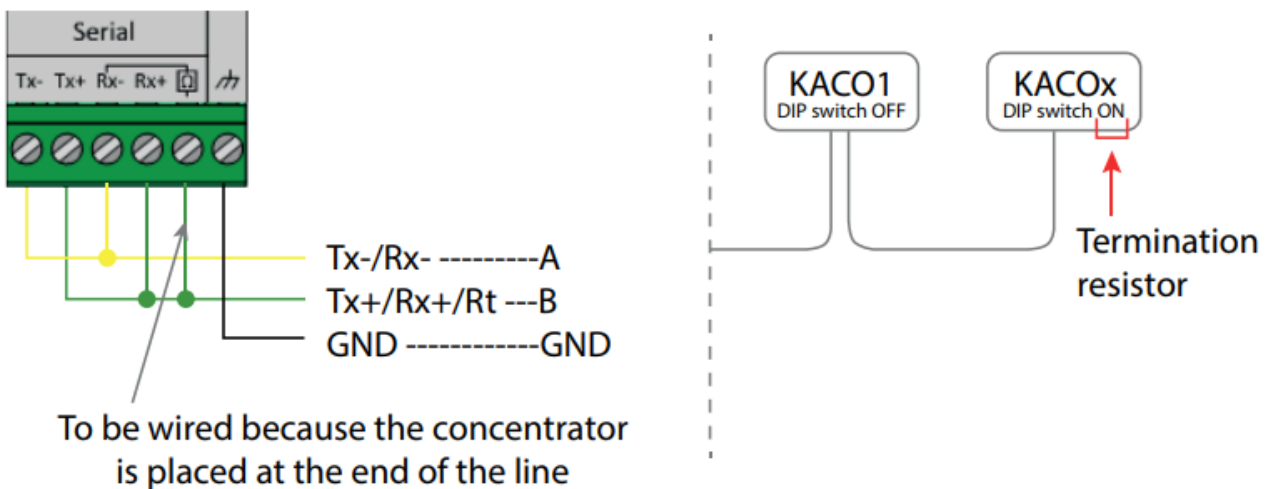 Serial
Tx- Tx+ Rx- Rx+ Ω
Tx-/Rx- ---------A
Tx+/Rx+/Rt ---B
GND ------------GND
To be wired because the concentrator
is placed at the end of the line
KACO1
DIP switch OFF
KACOx
DIP switch ON
Termination
resistor